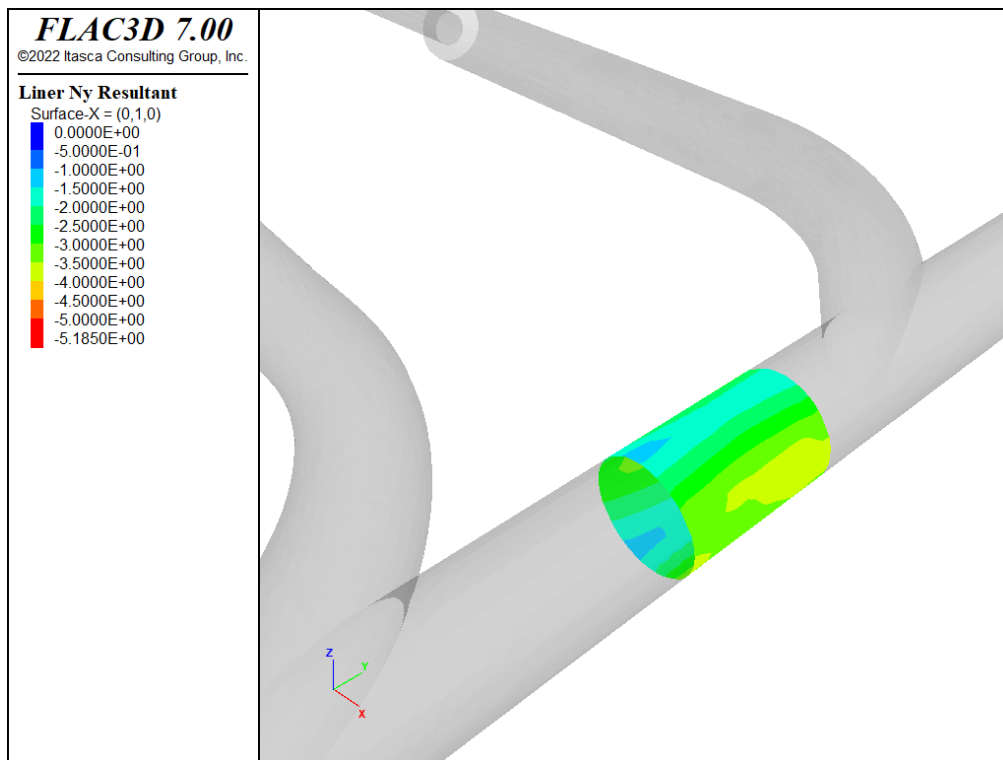 FLAC3D 7.00
©2022 Itasca Consulting Group, Inc.
Liner Ny Resultant
Surface-X = (0,1,0)
0.0000E+00
-5.0000E-01
-1.0000E+00
-1.5000E+00
-2.0000E+00
-2.5000E+00
-3.0000E+00
-3.5000E+00
-4.0000E+00
-4.5000E+00
-5.0000E+00
-5.1850E+00
Z
Y
X